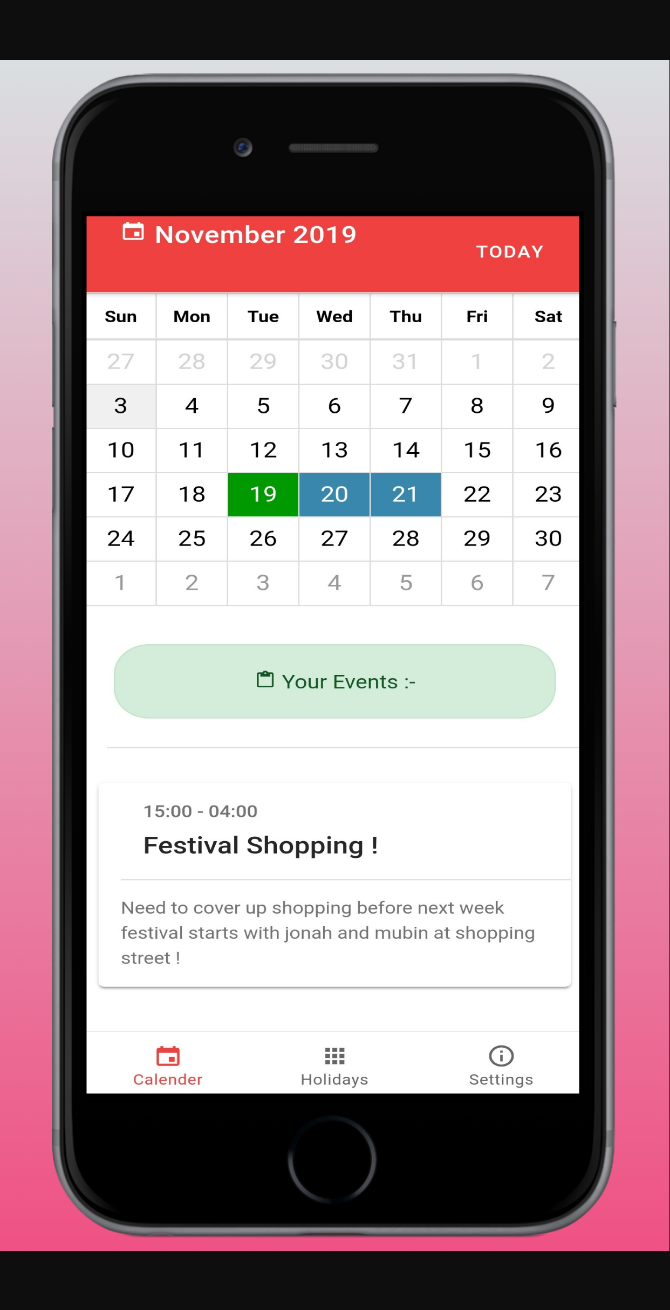 November 2019
TODAY
Sun Mon Tue Wed Thu Fri Sat
27 28 29 30 31 1 2
3 4 5 6 7 8 9
10 11 12 13 14 15 16
17 18 19 20 21 22 23
24 25 26 27 28 29 30
1 2 3 4 5 6 7
Your Events :-
15:00 - 04:00
Festival Shopping !
Need to cover up shopping before next week
festival starts with jonah and mubin at shopping
street !
Calender Holidays Settings